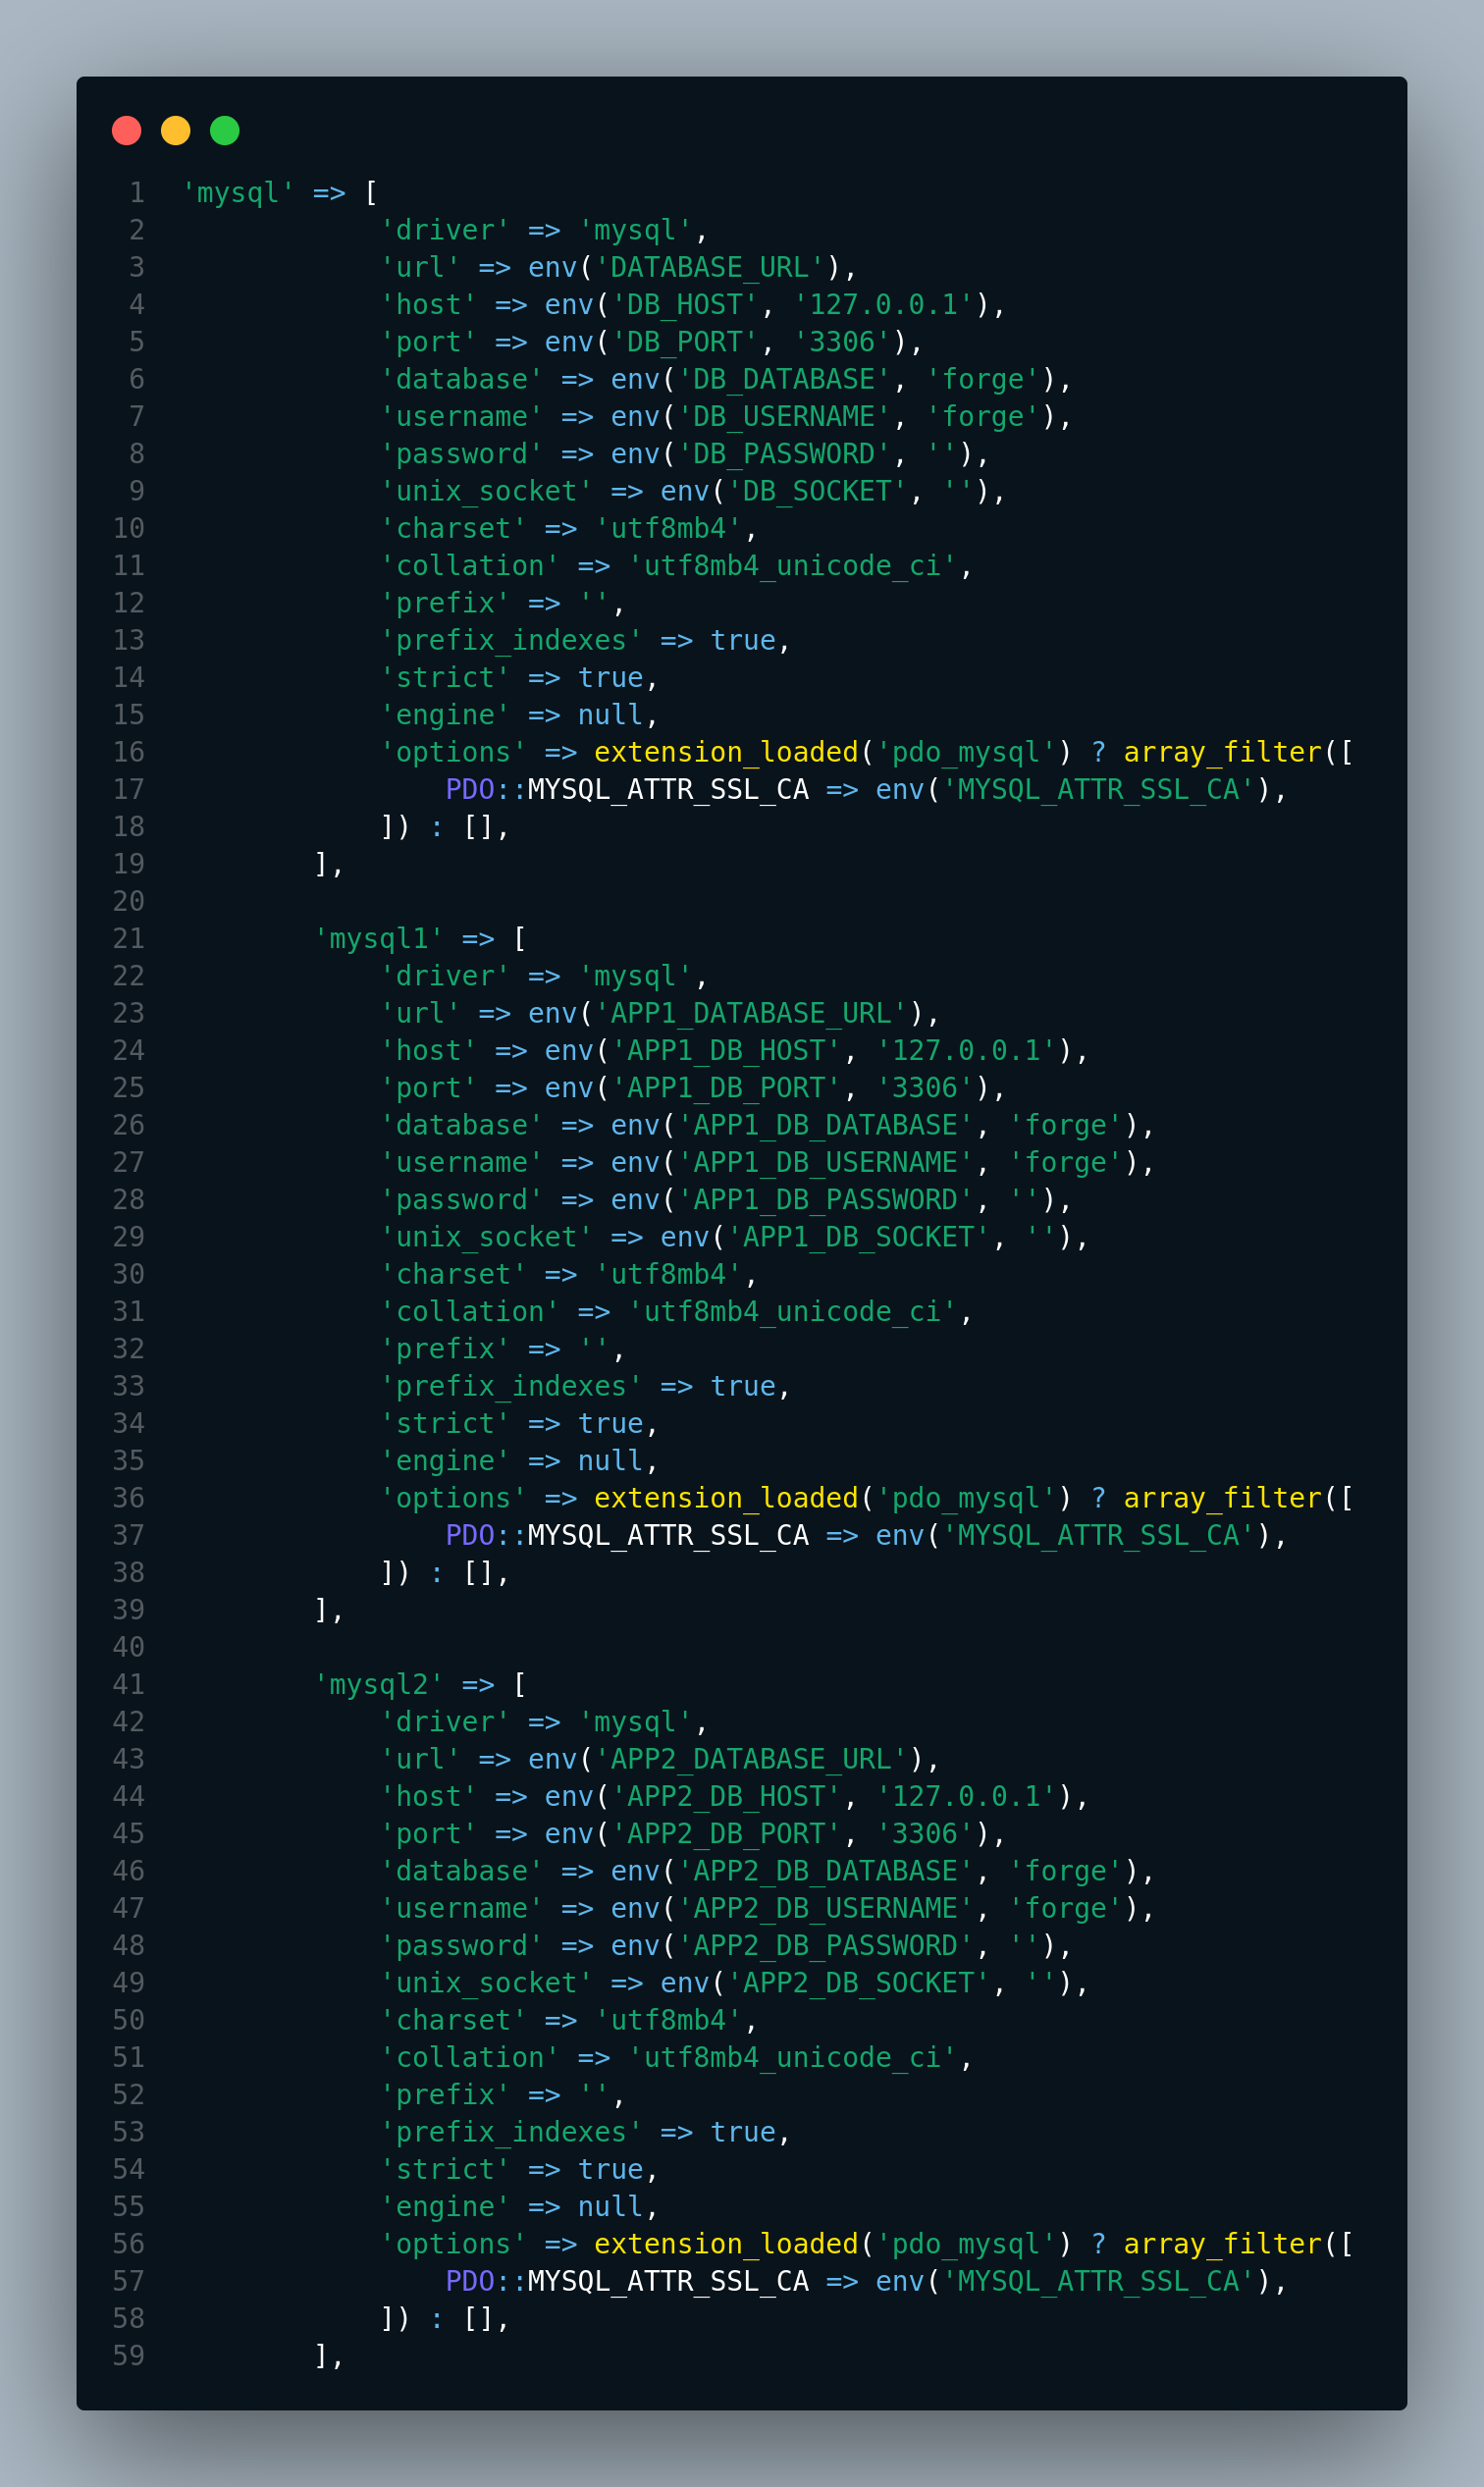 1 'mysql' => [
2             'driver' => 'mysql',
3             'url' => env('DATABASE_URL'),
4             'host' => env('DB_HOST', '127.0.0.1'),
5             'port' => env('DB_PORT', '3306'),
6             'database' => env('DB_DATABASE', 'forge'),
7             'username' => env('DB_USERNAME', 'forge'),
8             'password' => env('DB_PASSWORD', ''),
9             'unix_socket' => env('DB_SOCKET', ''),
10             'charset' => 'utf8mb4',
11             'collation' => 'utf8mb4_unicode_ci',
12             'prefix' => '',
13             'prefix_indexes' => true,
14             'strict' => true,
15             'engine' => null,
16             'options' => extension_loaded('pdo_mysql') ? array_filter([
17                 PDO::MYSQL_ATTR_SSL_CA => env('MYSQL_ATTR_SSL_CA'),
18             ]) : [],
19         ],
20
21         'mysql1' => [
22             'driver' => 'mysql',
23             'url' => env('APP1_DATABASE_URL'),
24             'host' => env('APP1_DB_HOST', '127.0.0.1'),
25             'port' => env('APP1_DB_PORT', '3306'),
26             'database' => env('APP1_DB_DATABASE', 'forge'),
27             'username' => env('APP1_DB_USERNAME', 'forge'),
28             'password' => env('APP1_DB_PASSWORD', ''),
29             'unix_socket' => env('APP1_DB_SOCKET', ''),
30             'charset' => 'utf8mb4',
31             'collation' => 'utf8mb4_unicode_ci',
32             'prefix' => '',
33             'prefix_indexes' => true,
34             'strict' => true,
35             'engine' => null,
36             'options' => extension_loaded('pdo_mysql') ? array_filter([
37                 PDO::MYSQL_ATTR_SSL_CA => env('MYSQL_ATTR_SSL_CA'),
38             ]) : [],
39         ],
40
41         'mysql2' => [
42             'driver' => 'mysql',
43             'url' => env('APP2_DATABASE_URL'),
44             'host' => env('APP2_DB_HOST', '127.0.0.1'),
45             'port' => env('APP2_DB_PORT', '3306'),
46             'database' => env('APP2_DB_DATABASE', 'forge'),
47             'username' => env('APP2_DB_USERNAME', 'forge'),
48             'password' => env('APP2_DB_PASSWORD', ''),
49             'unix_socket' => env('APP2_DB_SOCKET', ''),
50             'charset' => 'utf8mb4',
51             'collation' => 'utf8mb4_unicode_ci',
52             'prefix' => '',
53             'prefix_indexes' => true,
54             'strict' => true,
55             'engine' => null,
56             'options' => extension_loaded('pdo_mysql') ? array_filter([
57                 PDO::MYSQL_ATTR_SSL_CA => env('MYSQL_ATTR_SSL_CA'),
58             ]) : [],
59         ],